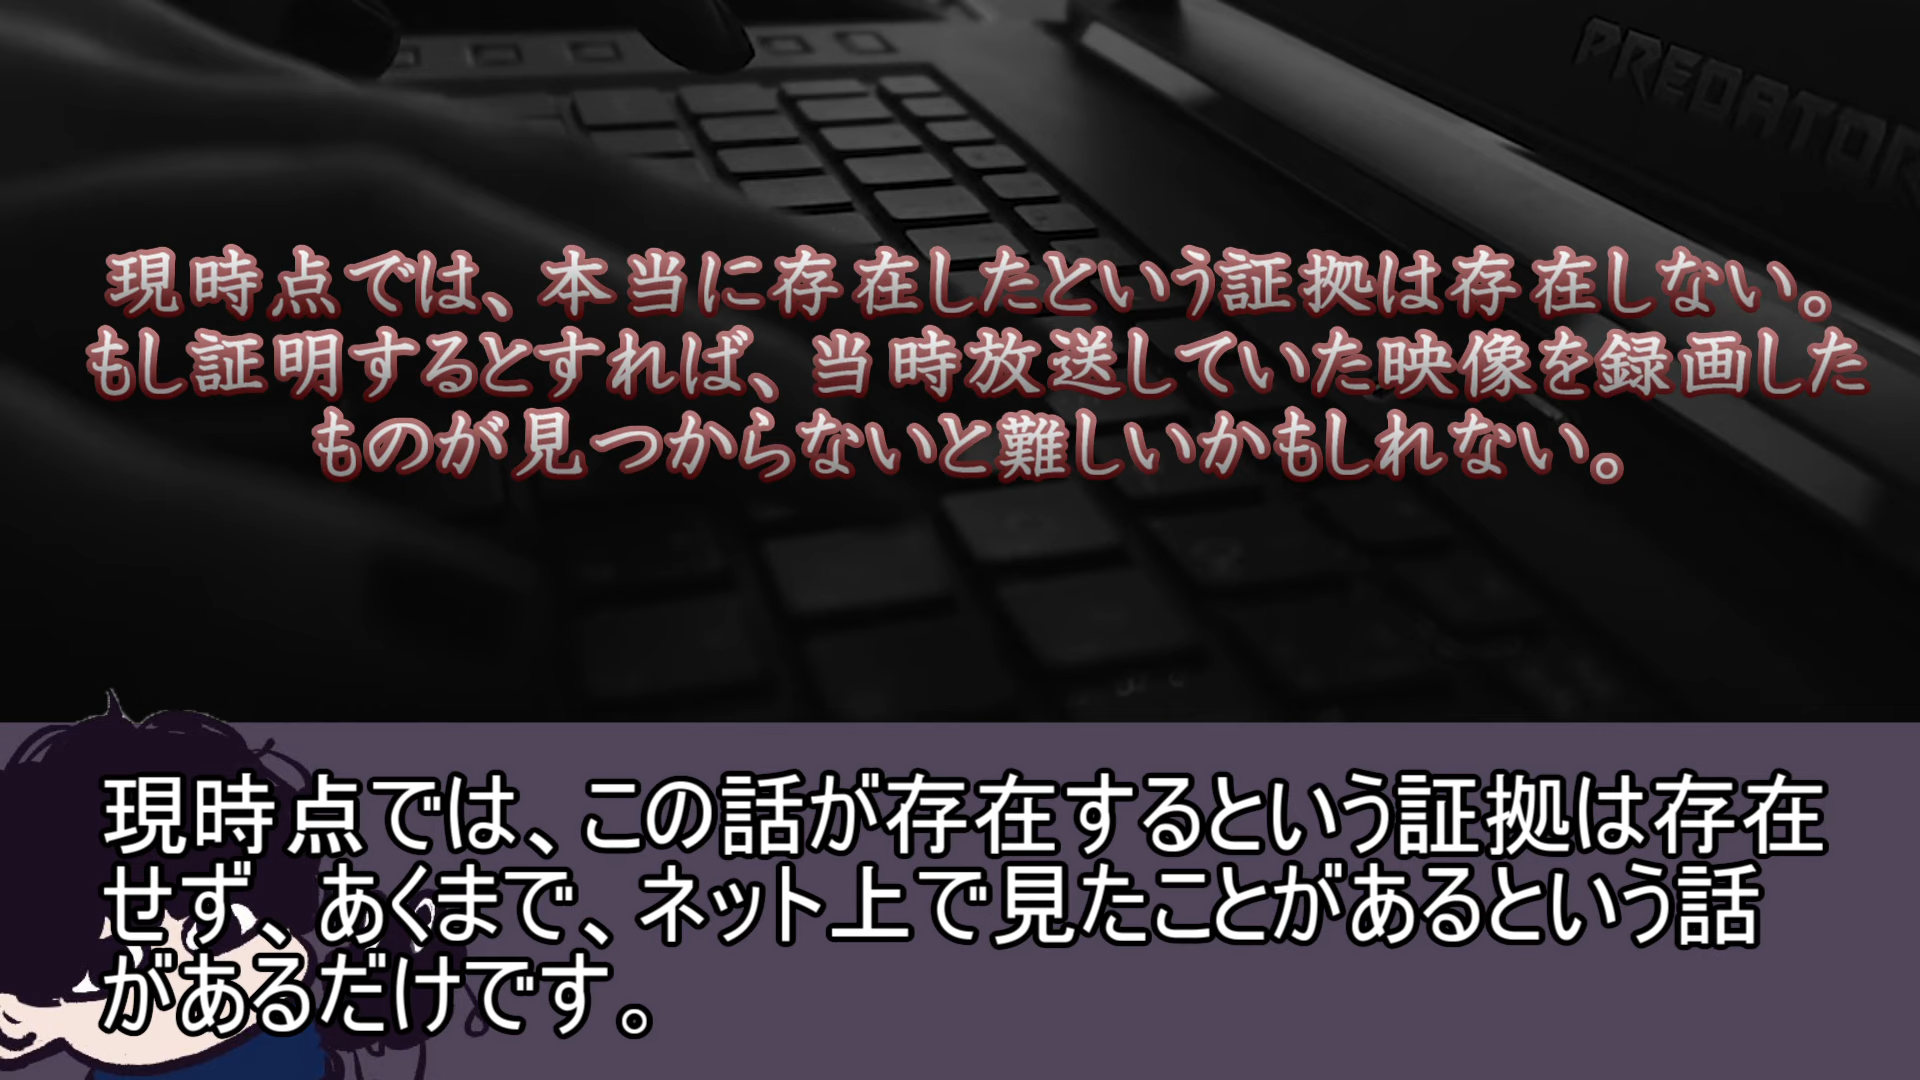 PREDATOR
現時点では、本当に存在したという証拠は存在しない。
もし証明するとすれば、当時放送していた映像を録画した
ものが見つからないと難しいかもしれない。
現時点では、この話が存在するという証拠は存在
せず、あくまで、ネット上で見たことがあるという話
があるだけです。